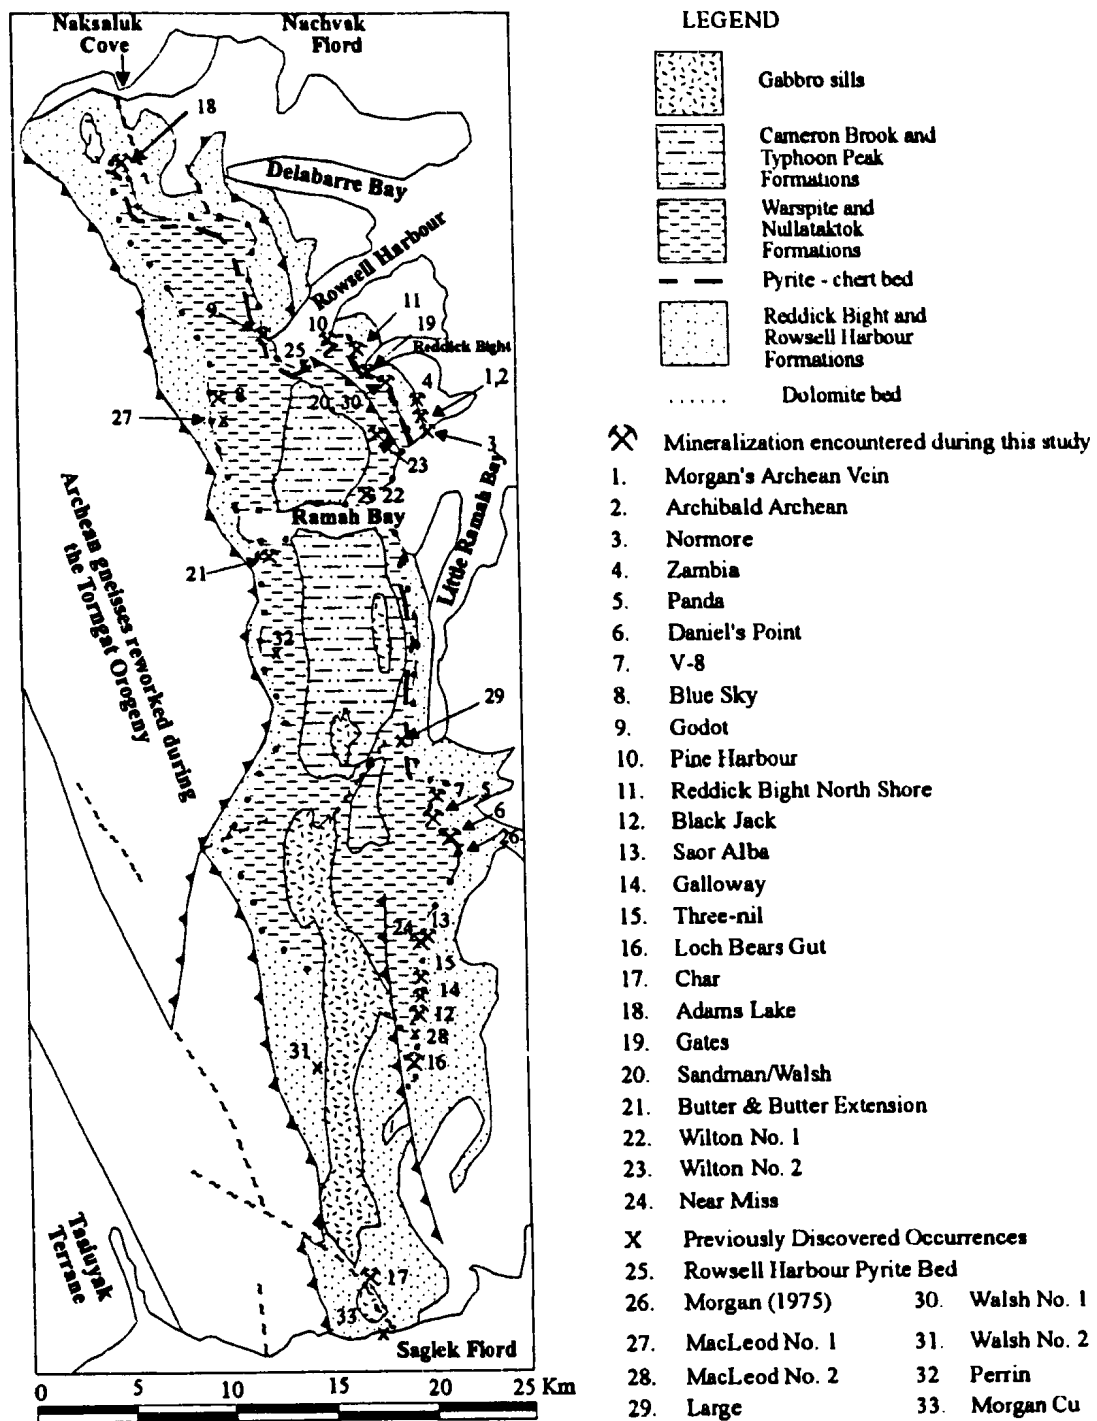 Naksaluk
Cove
Nachvak
Fiord
18
Delabarre Bay
Rowsell Harbour
9
10
11
19
Reddick Bight
25
4
1,2
8
20 30
27
3
23
22
Ramah Bay
Little Ramah Bay
21
Archean gneisses reworked during
the Torngat Orogeny
32
29
7
5
6
26
13
24
15
14
12
28
31
16
Tasiuyak
Terrane
17
33
Saglek Fiord
0 5 10 15 20 25 Km
LEGEND
Gabbro sills
Cameron Brook and
Typhoon Peak
Formations
Warspite and
Nullataktok
Formations
Pyrite - chert bed
Reddick Bight and
Rowsell Harbour
Formations
Dolomite bed
Mineralization encountered during this study
1. Morgan's Archean Vein
2. Archibald Archean
3. Normore
4. Zambia
5. Panda
6. Daniel's Point
7. V-8
8. Blue Sky
9. Godot
10. Pine Harbour
11. Reddick Bight North Shore
12. Black Jack
13. Saor Alba
14. Galloway
15. Three-nil
16. Loch Bears Gut
17. Char
18. Adams Lake
19. Gates
20. Sandman/Walsh
21. Butter & Butter Extension
22. Wilton No. 1
23. Wilton No. 2
24. Near Miss
X Previously Discovered Occurrences
25. Rowsell Harbour Pyrite Bed
26. Morgan (1975) 30. Walsh No. 1
27. MacLeod No. 1 31. Walsh No. 2
28. MacLeod No. 2 32 Perrin
29. Large 33. Morgan Cu